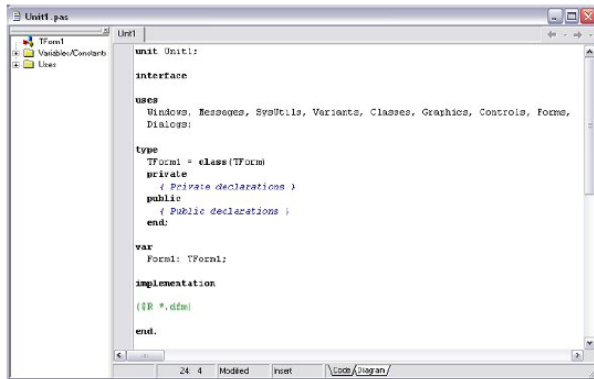 Unit1.pas
TForm1
Variables/Constants
Uses
Unit1
unit Unit1;
interface
uses
Windows, Messages, SysUtils, Variants, Classes, Graphics, Controls, Forms,
Dialogs;
type
TForm1 = class(TForm)
private
{ Private declarations }
public
{ Public declarations }
end;
var
Form1: TForm1;
implementation
{$R *.dfm}
end.
24: 4 Modified Insert Code Diagram